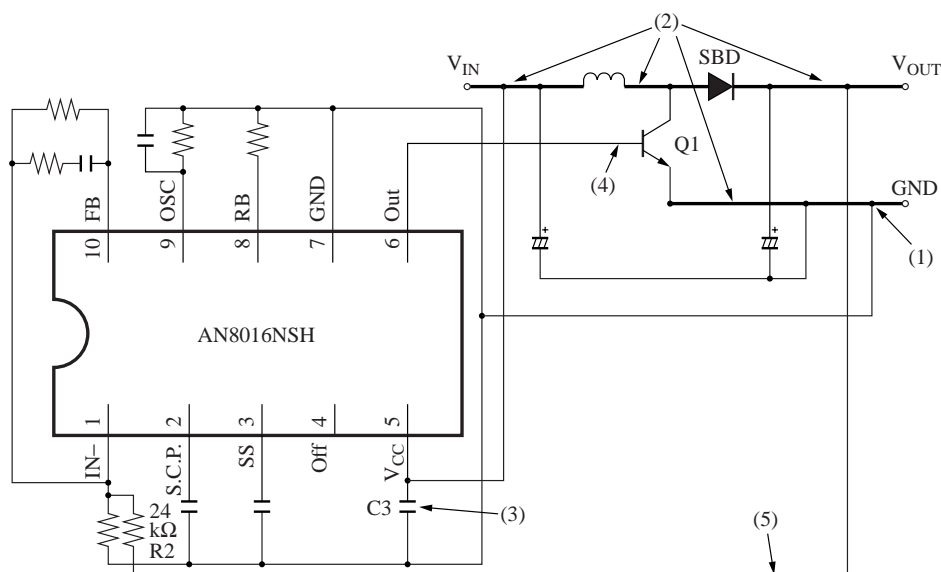 (2)
V_IN
SBD
V_OUT
Q1
(4)
GND
(1)
+
+
FB
OSC
RB
GND
Out
10
9
8
7
6
AN8016NSH
1
2
3
4
5
IN–
S.C.P.
SS
Off
V_CC
C3
(3)
24
kΩ
R2
(5)